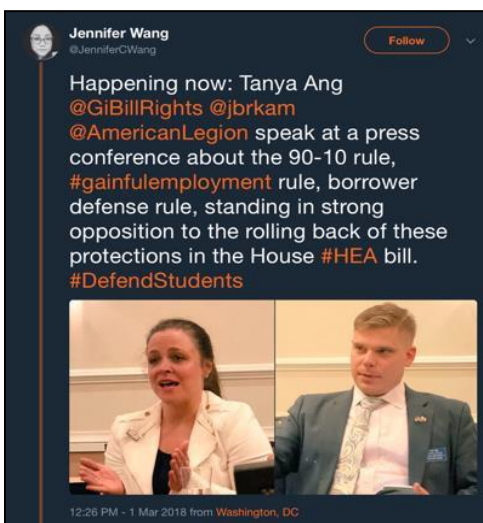 Jennifer Wang
@JenniferCWang
Follow
Happening now: Tanya Ang
@GiBillRights @jbrkam
@AmericanLegion speak at a press
conference about the 90-10 rule,
#gainfulemployment rule, borrower
defense rule, standing in strong
opposition to the rolling back of these
protections in the House #HEA bill.
#DefendStudents
12:26 PM - 1 Mar 2018 from Washington, DC